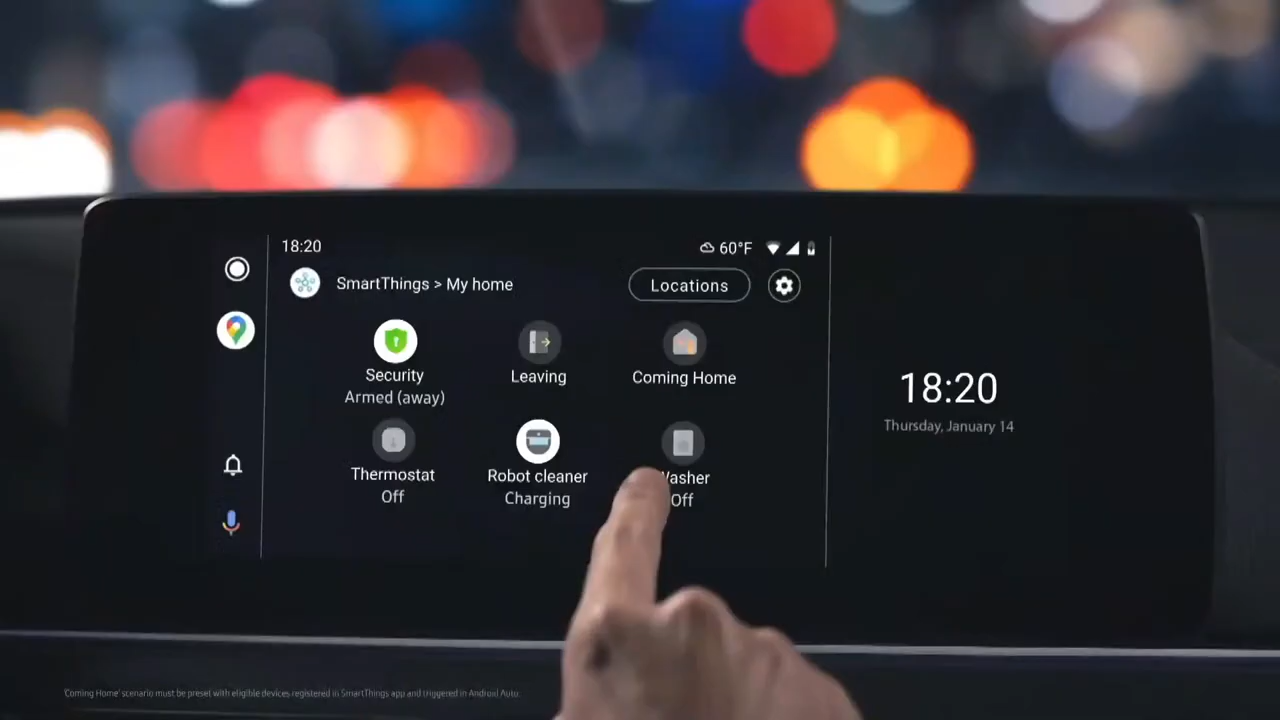 18:20
60°F
SmartThings > My home
Locations
Security
Armed (away)
Leaving
Coming Home
Thermostat
Off
Robot cleaner
Charging
Washer
Off
18:20
Thursday, January 14
'Coming Home' scenario must be preset with eligible devices registered in SmartThings app and triggered in Android Auto.